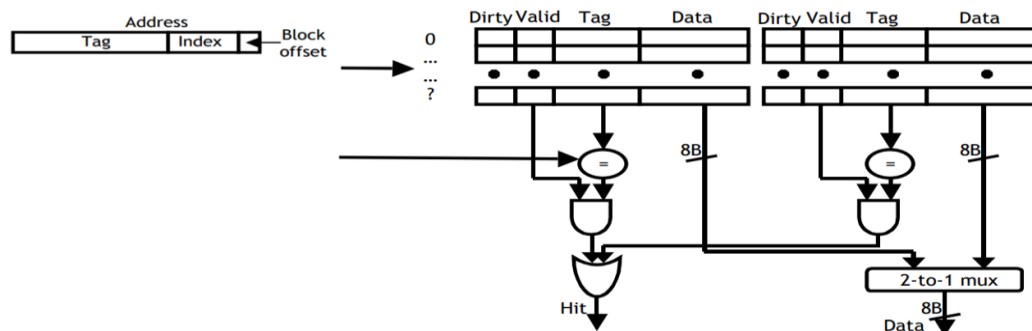 Address
Tag Index Block offset
Dirty Valid Tag Data Dirty Valid Tag Data
0
...
...
?
= =
8B 8B
2-to-1 mux
Hit
8B
Data